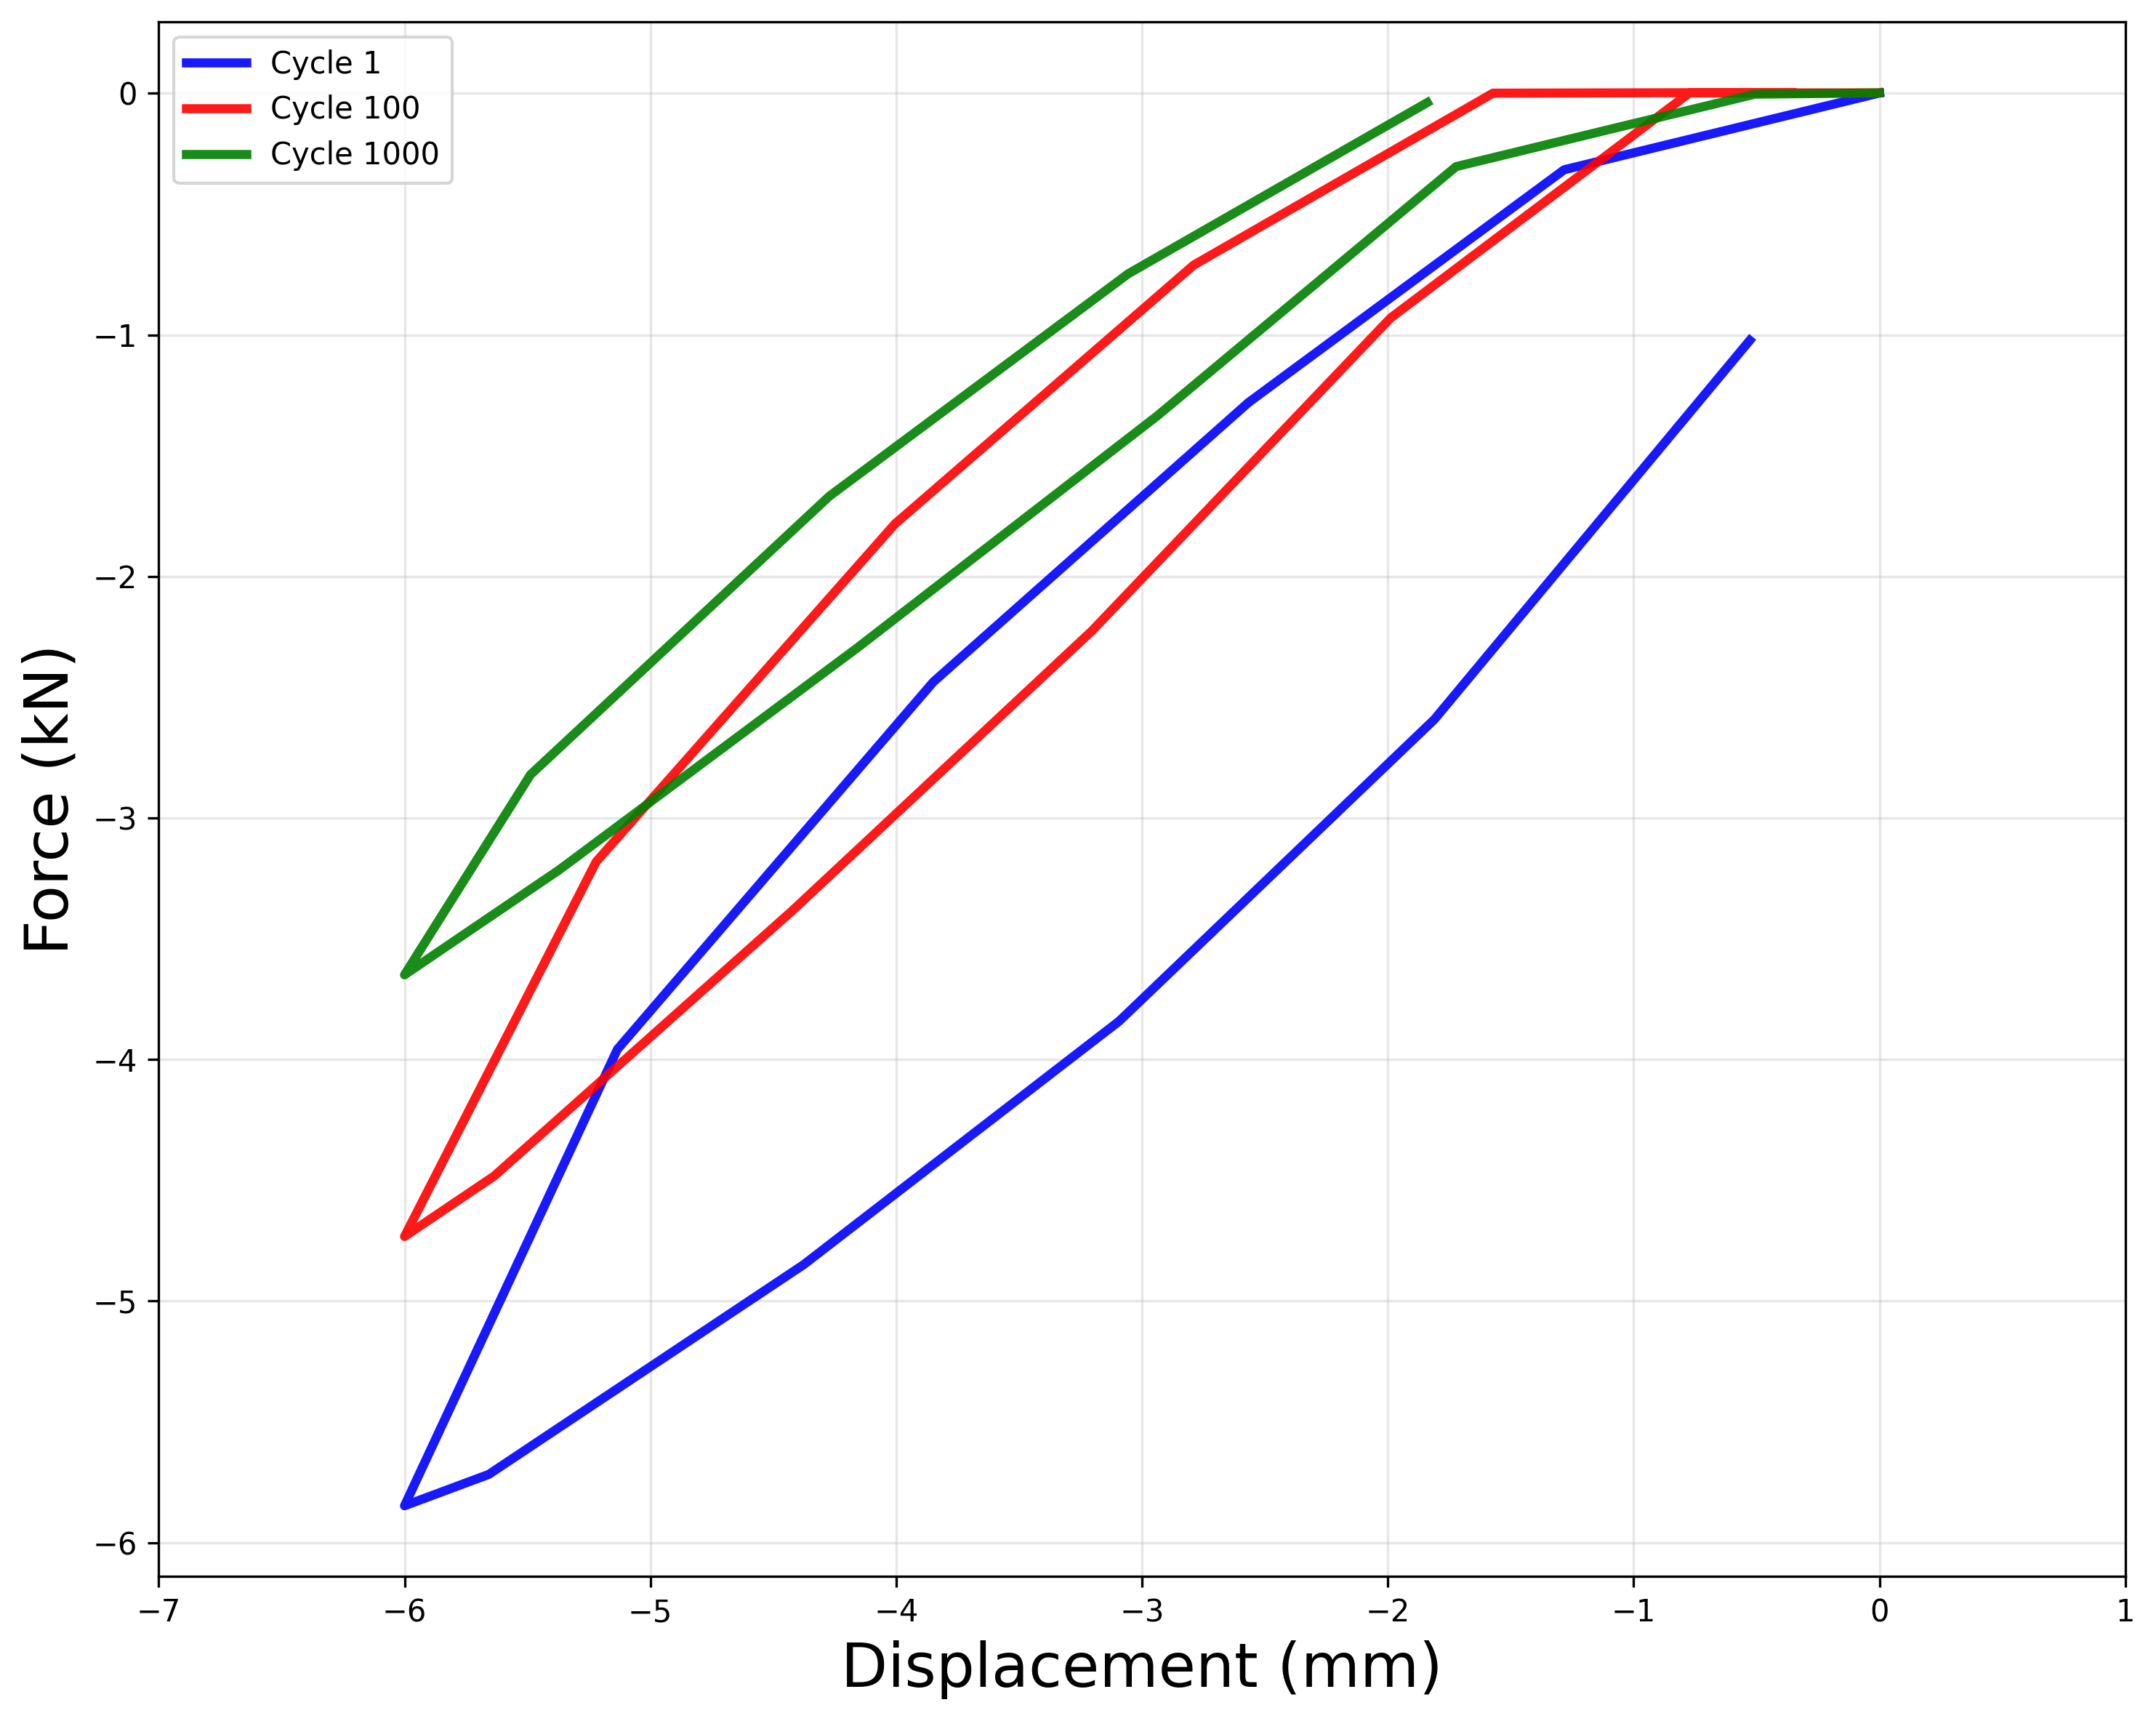 Cycle 1
Cycle 100
Cycle 1000
0
−1
−2
−3
−4
−5
−6
Force (kN)
−7 −6 −5 −4 −3 −2 −1 0 1
Displacement (mm)